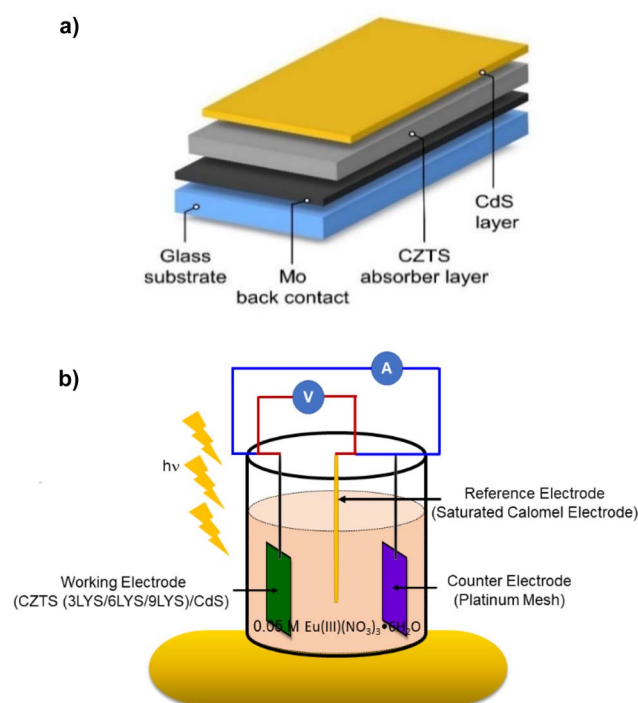 a)
CdS
layer
Glass
substrate
Mo
back contact
CZTS
absorber layer
b)
A
V
hν
Reference Electrode
(Saturated Calomel Electrode)
Working Electrode
(CZTS (3LYS/6LYS/9LYS)/CdS)
Counter Electrode
(Platinum Mesh)
0.05 M Eu(III)(NO₃)₃•6H₂O